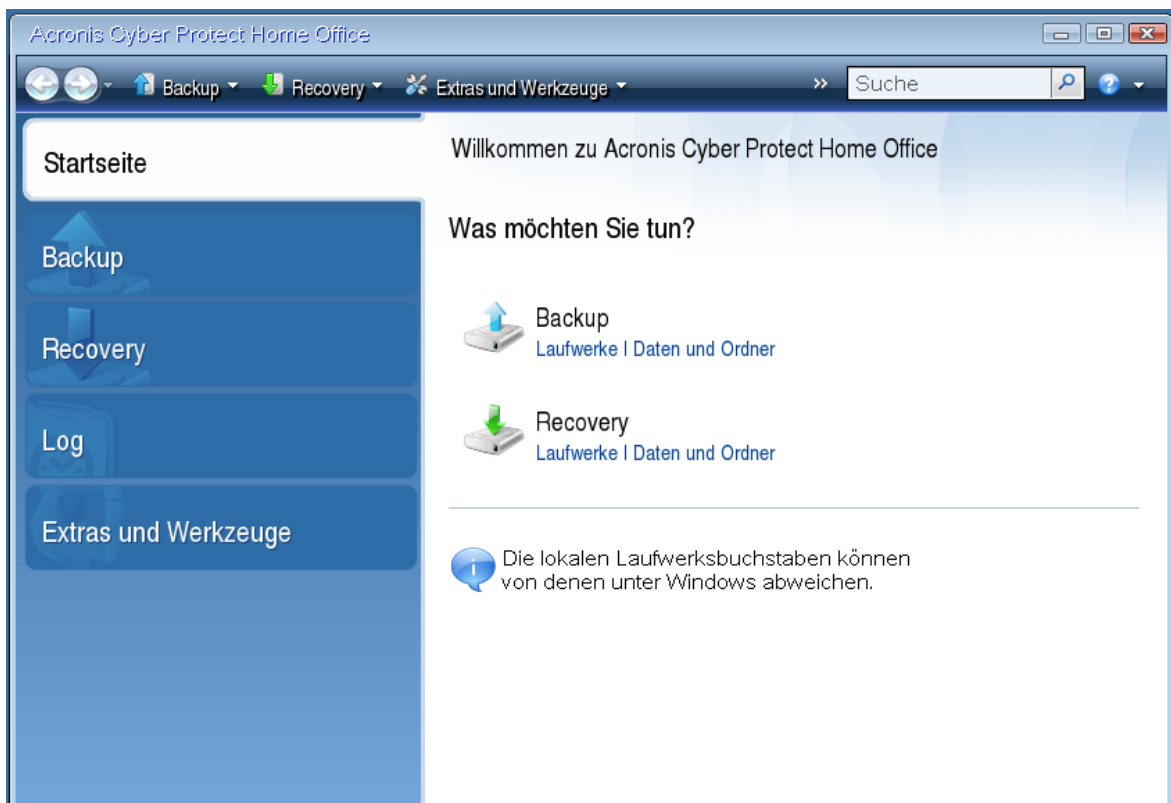 Acronis Cyber Protect Home Office
Backup Recovery Extras und Werkzeuge » Suche ?
Startseite
Willkommen zu Acronis Cyber Protect Home Office
Was möchten Sie tun?
Backup
Recovery
Log
Extras und Werkzeuge
Backup
Laufwerke | Daten und Ordner
Recovery
Laufwerke | Daten und Ordner
Die lokalen Laufwerksbuchstaben können
von denen unter Windows abweichen.